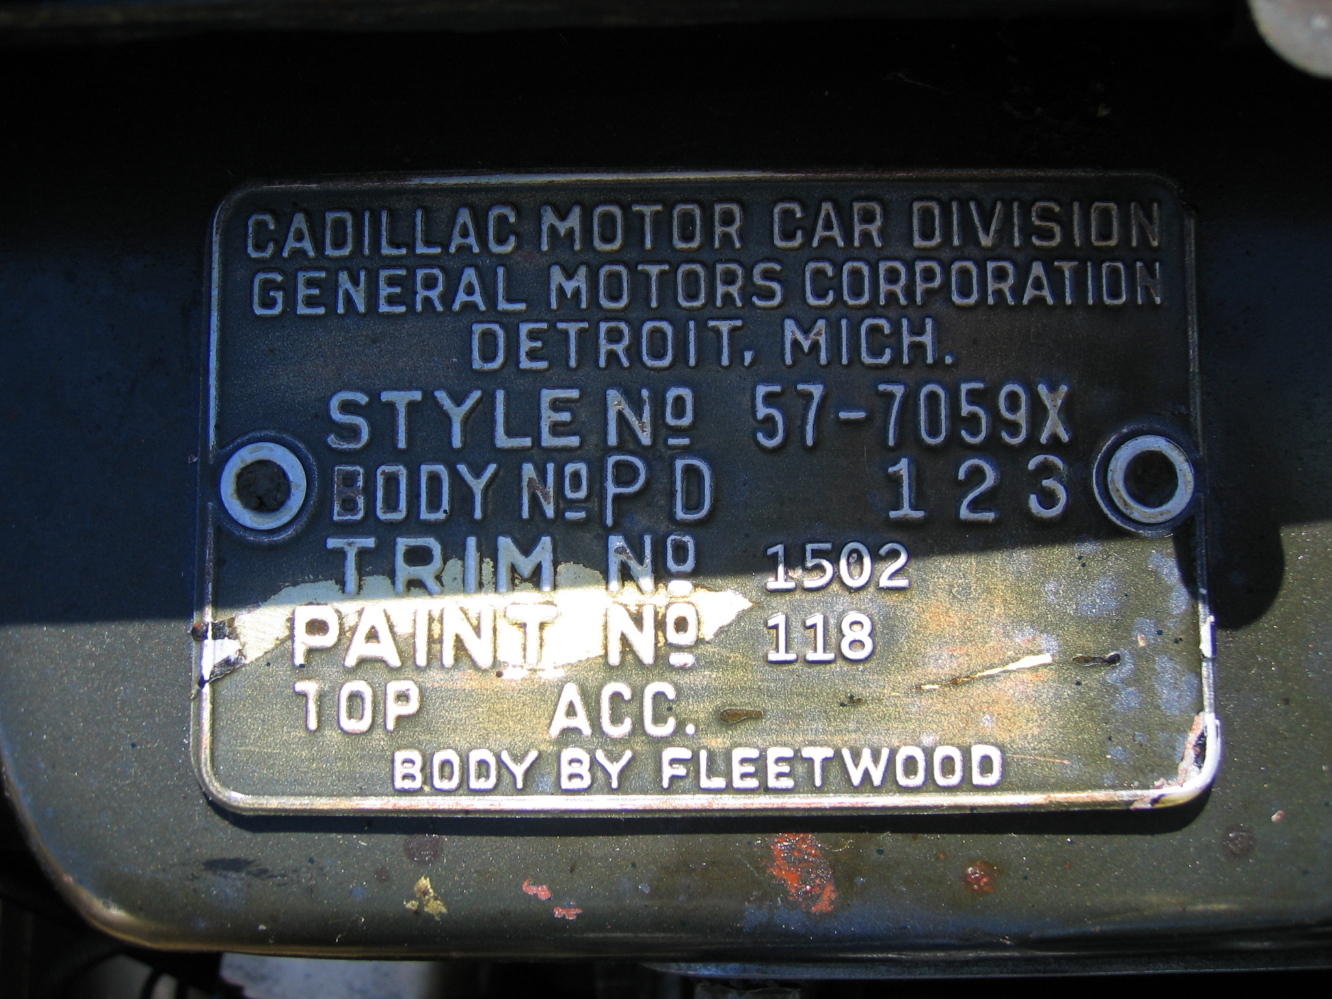 CADILLAC MOTOR CAR DIVISION
GENERAL MOTORS CORPORATION
DETROIT, MICH.
STYLE Nº 57-7059X
BODY Nº PD 123
TRIM Nº 1502
PAINT Nº 118
TOP ACC.
BODY BY FLEETWOOD